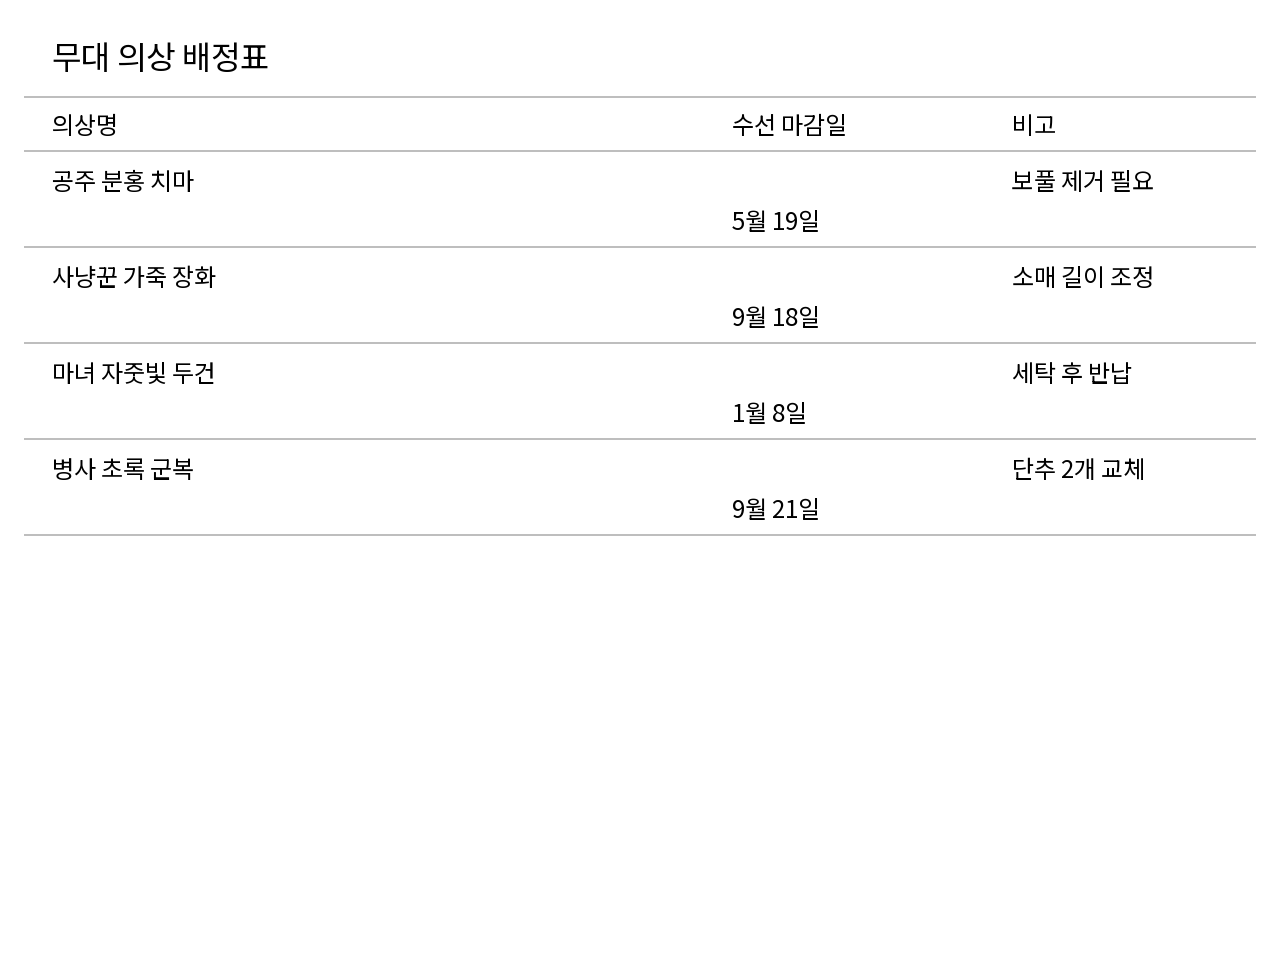 무대 의상 배정표
의상명 수선 마감일 비고
공주 분홍 치마 보풀 제거 필요
5월 19일
사냥꾼 가죽 장화 소매 길이 조정
9월 18일
마녀 자줏빛 두건 세탁 후 반납
1월 8일
병사 초록 군복 단추 2개 교체
9월 21일